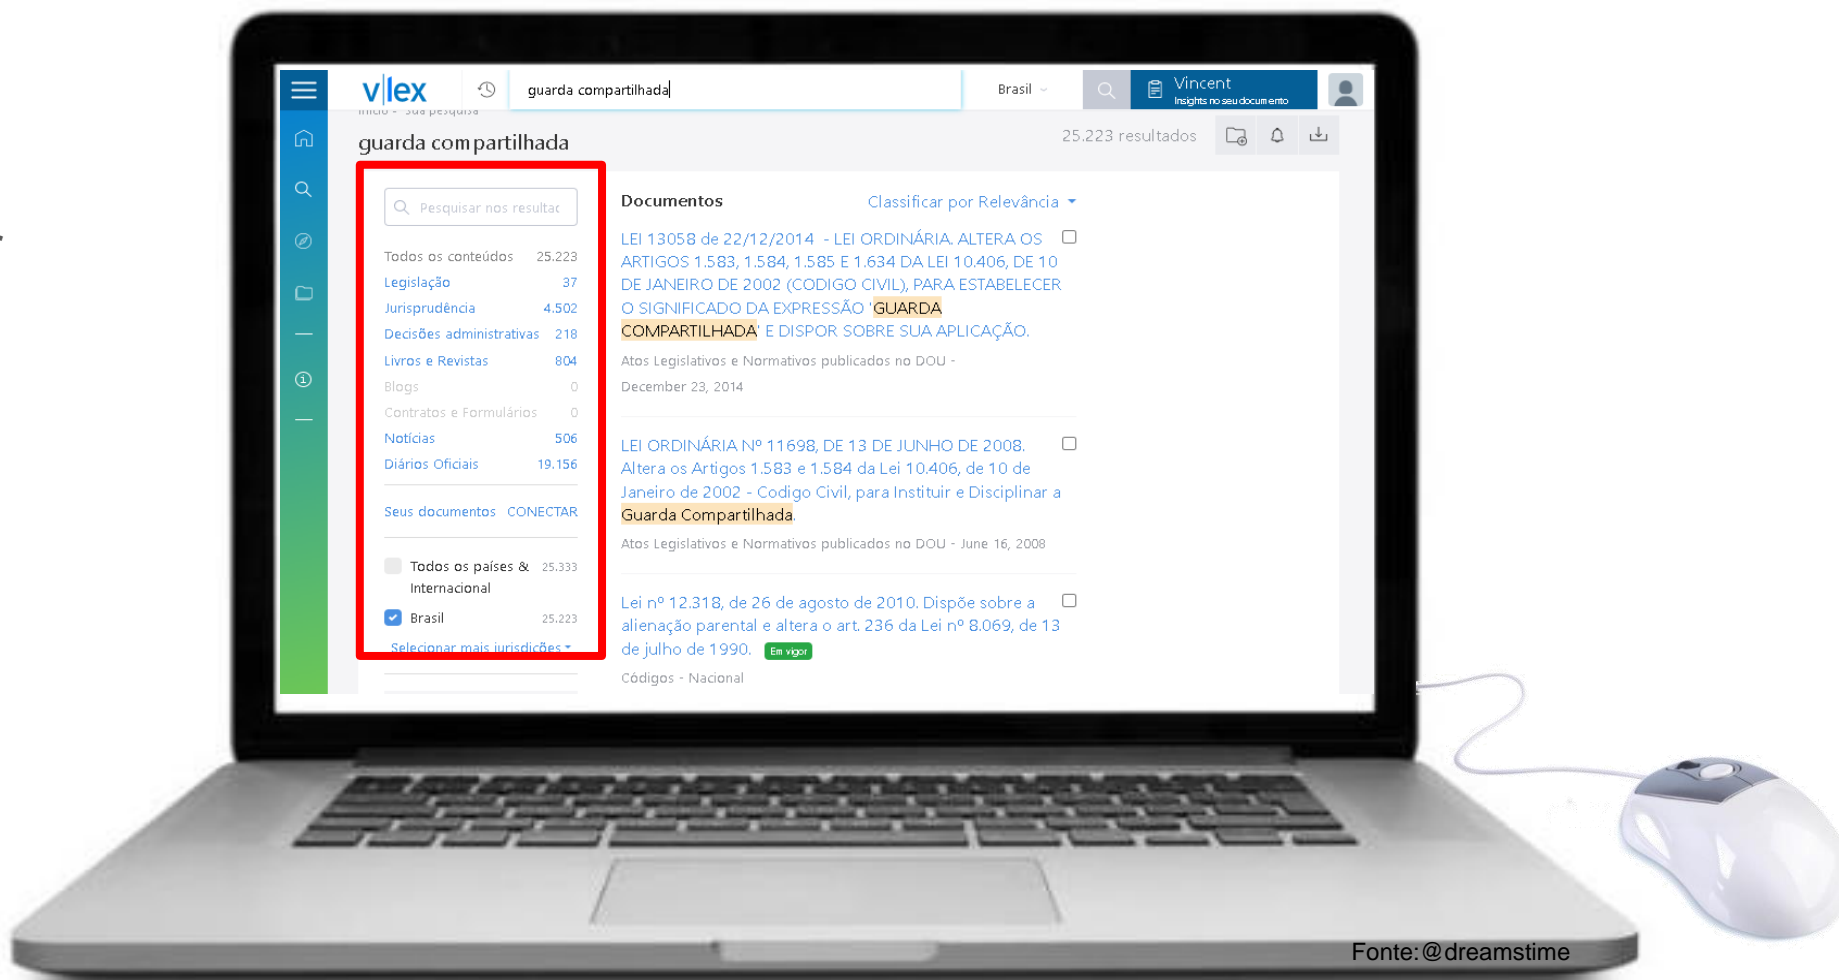 v|lex
guarda compartilhada
Brasil
Vincent
Insights no seu documento
Início - Sua pesquisa
guarda compartilhada
25.223 resultados
Pesquisar nos resultac
Todos os conteúdos 25.223
Legislação 37
Jurisprudência 4.502
Decisões administrativas 218
Livros e Revistas 804
Blogs 0
Contratos e Formulários 0
Notícias 506
Diários Oficiais 19.156
Seus documentos CONECTAR
Todos os países & 25.333
Internacional
Brasil 25.223
Selecionar mais jurisdições
Documentos
Classificar por Relevância
LEI 13058 de 22/12/2014 - LEI ORDINÁRIA. ALTERA OS
ARTIGOS 1.583, 1.584, 1.585 E 1.634 DA LEI 10.406, DE 10
DE JANEIRO DE 2002 (CODIGO CIVIL), PARA ESTABELECER
O SIGNIFICADO DA EXPRESSÃO 'GUARDA
COMPARTILHADA' E DISPOR SOBRE SUA APLICAÇÃO.
Atos Legislativos e Normativos publicados no DOU -
December 23, 2014
LEI ORDINÁRIA Nº 11698, DE 13 DE JUNHO DE 2008.
Altera os Artigos 1.583 e 1.584 da Lei 10.406, de 10 de
Janeiro de 2002 - Codigo Civil, para Instituir e Disciplinar a
Guarda Compartilhada.
Atos Legislativos e Normativos publicados no DOU - June 16, 2008
Lei nº 12.318, de 26 de agosto de 2010. Dispõe sobre a
alienação parental e altera o art. 236 da Lei nº 8.069, de 13
de julho de 1990. Em vigor
Códigos - Nacional
Fonte:@dreamstime